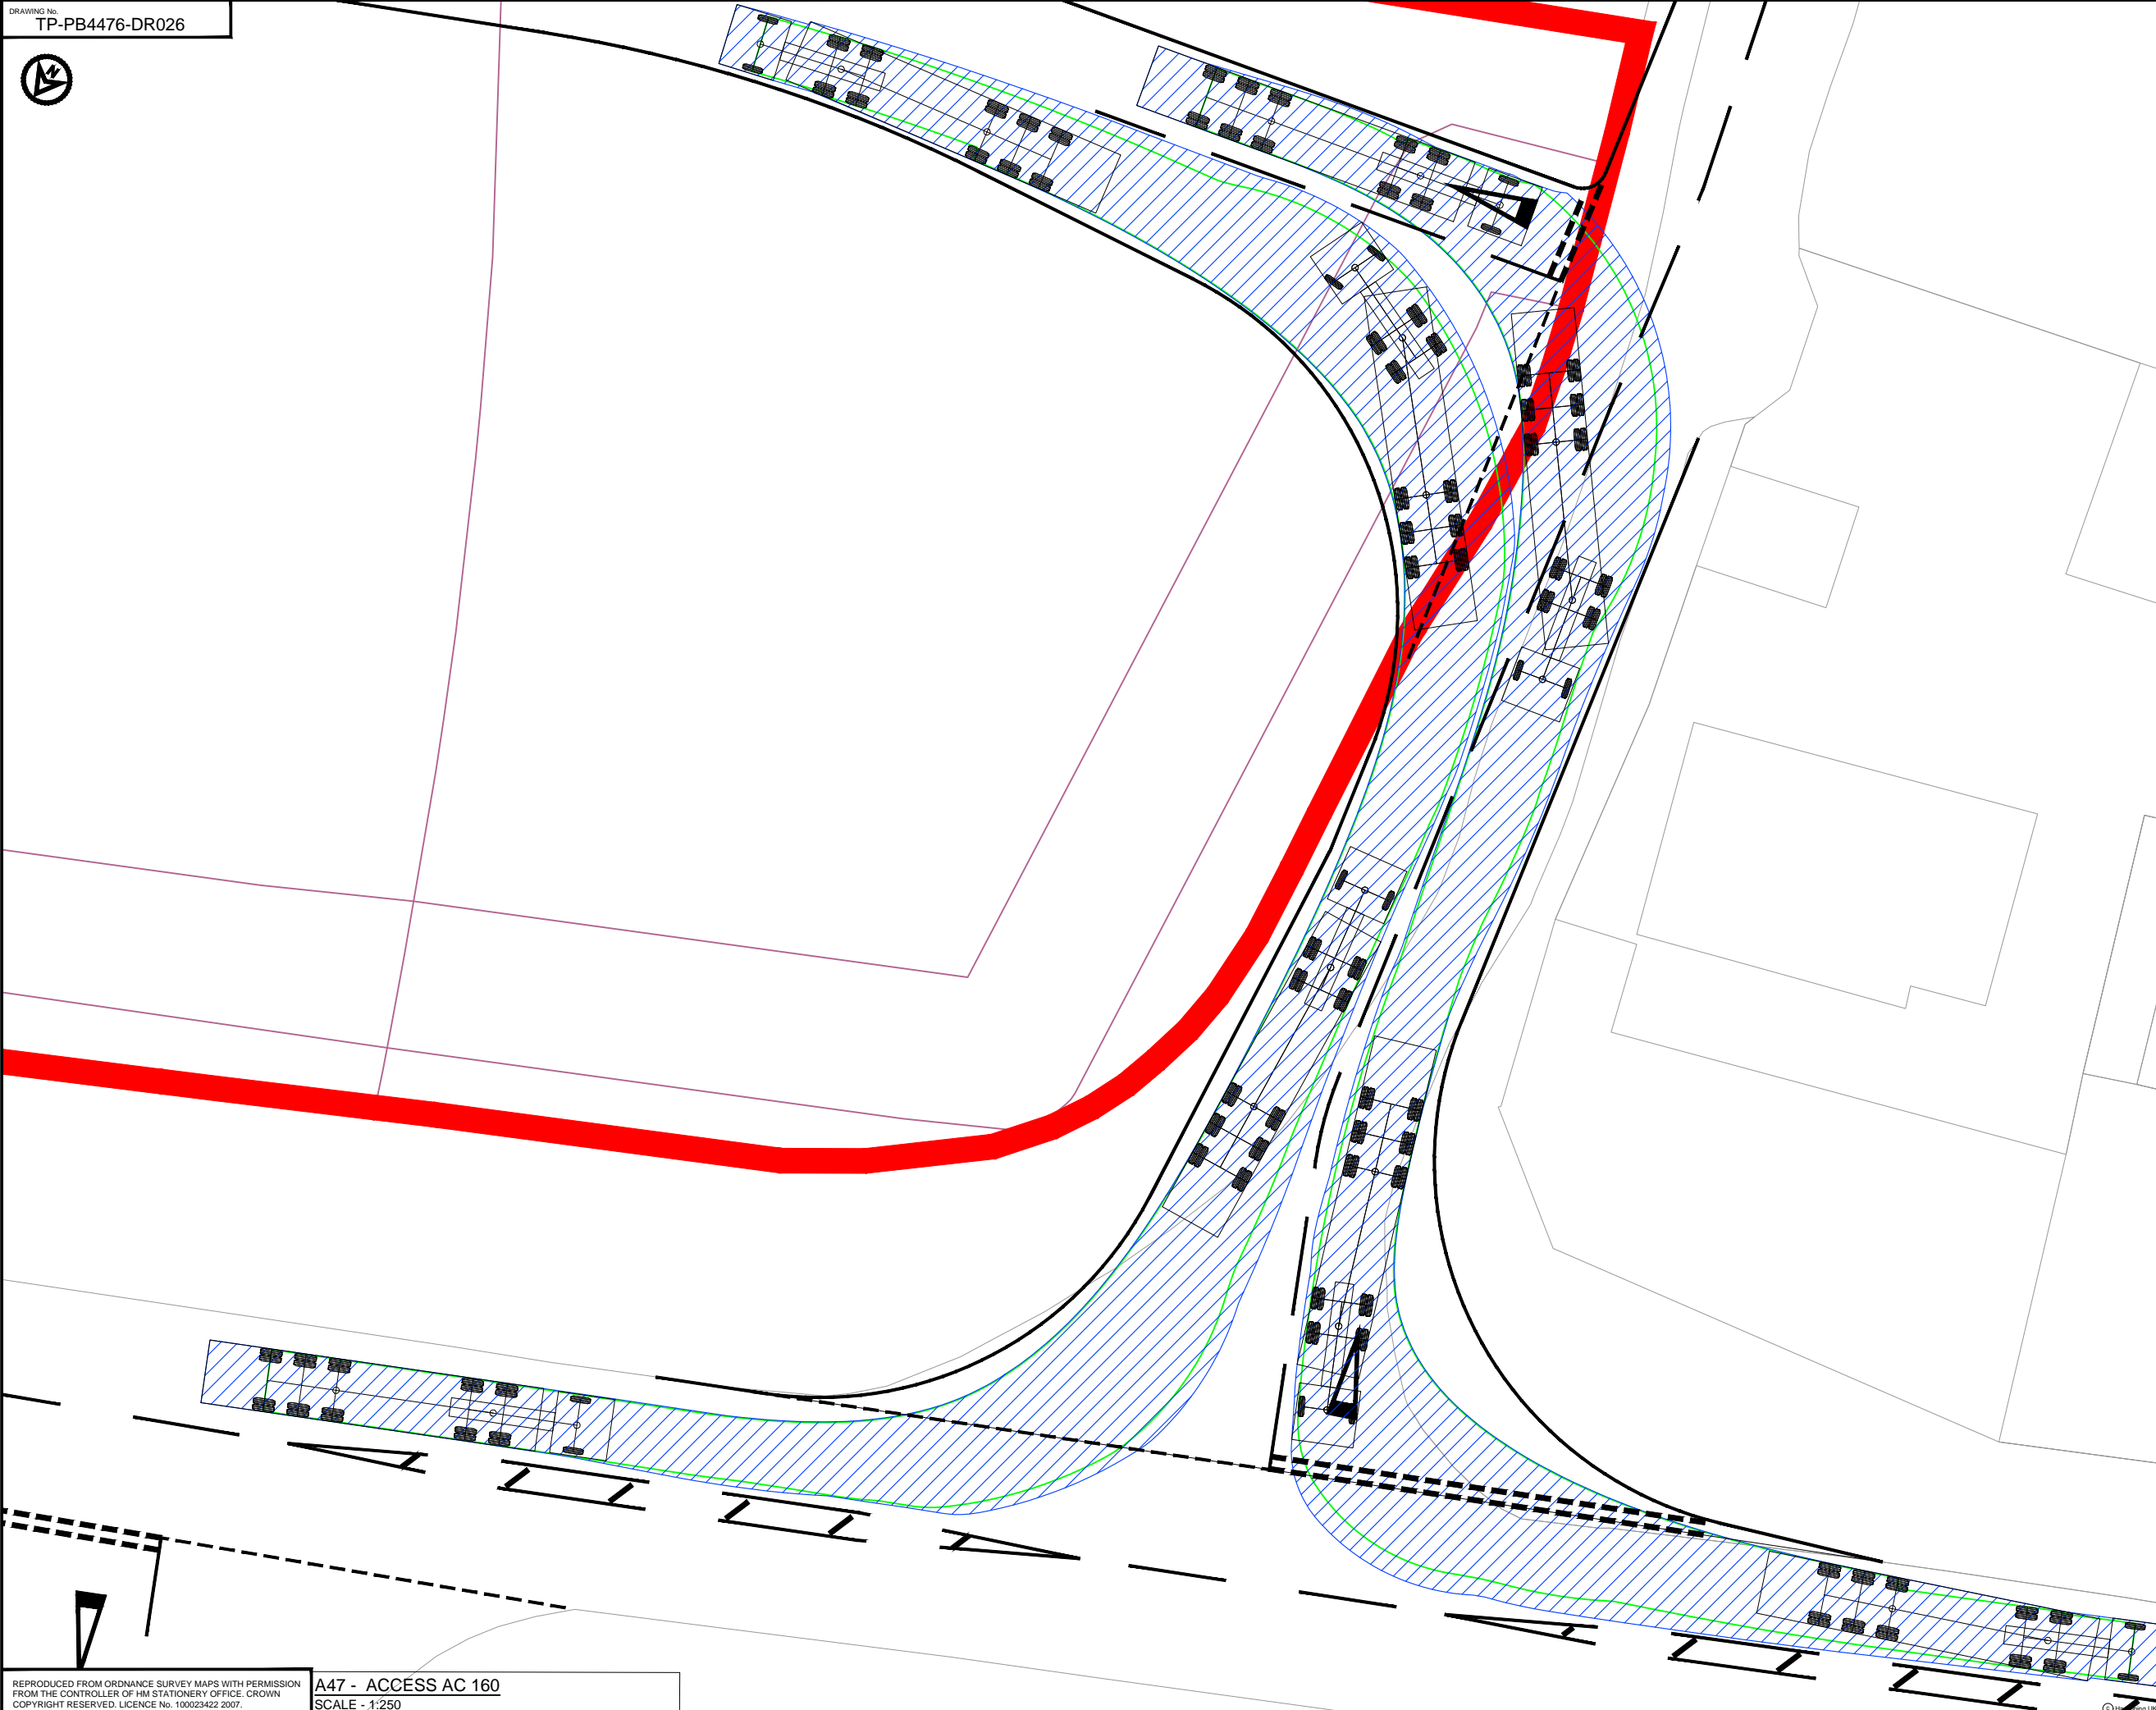 DRAWING No.
TP-PB4476-DR026
N
REPRODUCED FROM ORDNANCE SURVEY MAPS WITH PERMISSION
FROM THE CONTROLLER OF HM STATIONERY OFFICE. CROWN
COPYRIGHT RESERVED. LICENCE No. 100023422 2007.
A47 - ACCESS AC 160
SCALE - 1:250